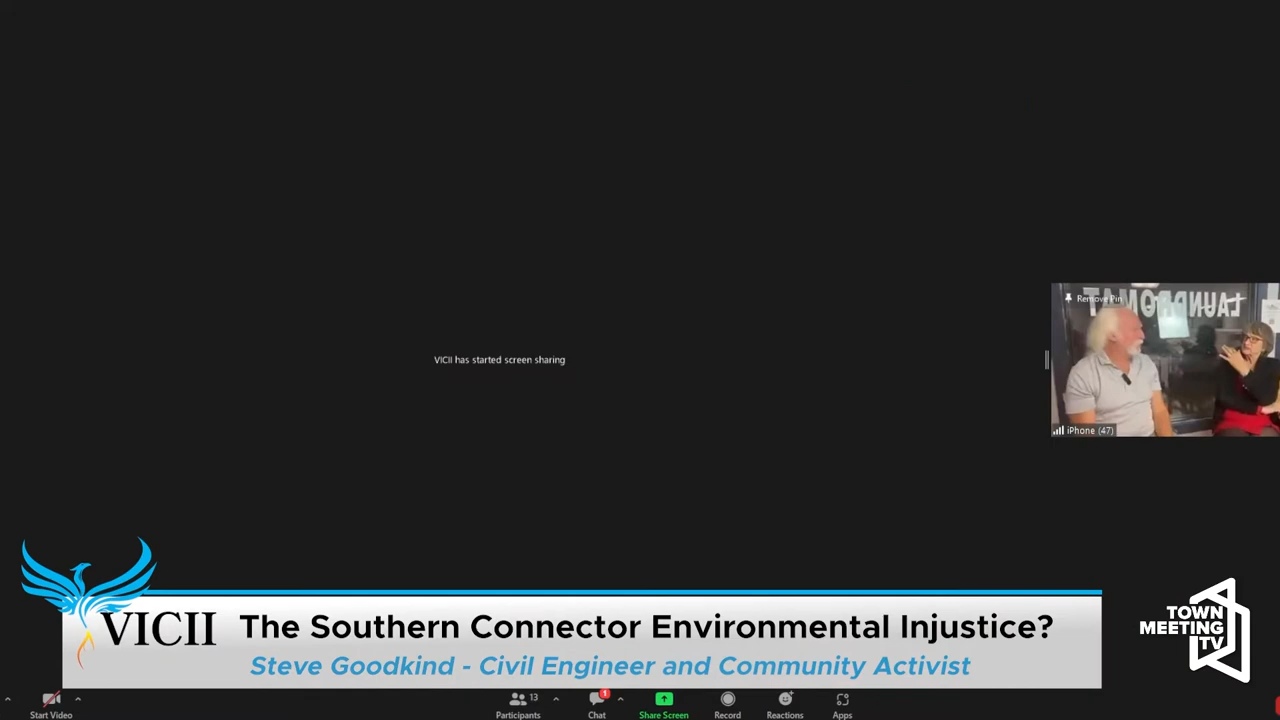 Remove Pin
LAUNDROMAT
VICII has started screen sharing
iPhone (47)
VICII
The Southern Connector Environmental Injustice?
Steve Goodkind - Civil Engineer and Community Activist
TOWN
MEETING
TV
Start Video
Participants
13
Chat
1
Share Screen
Record
Reactions
Apps